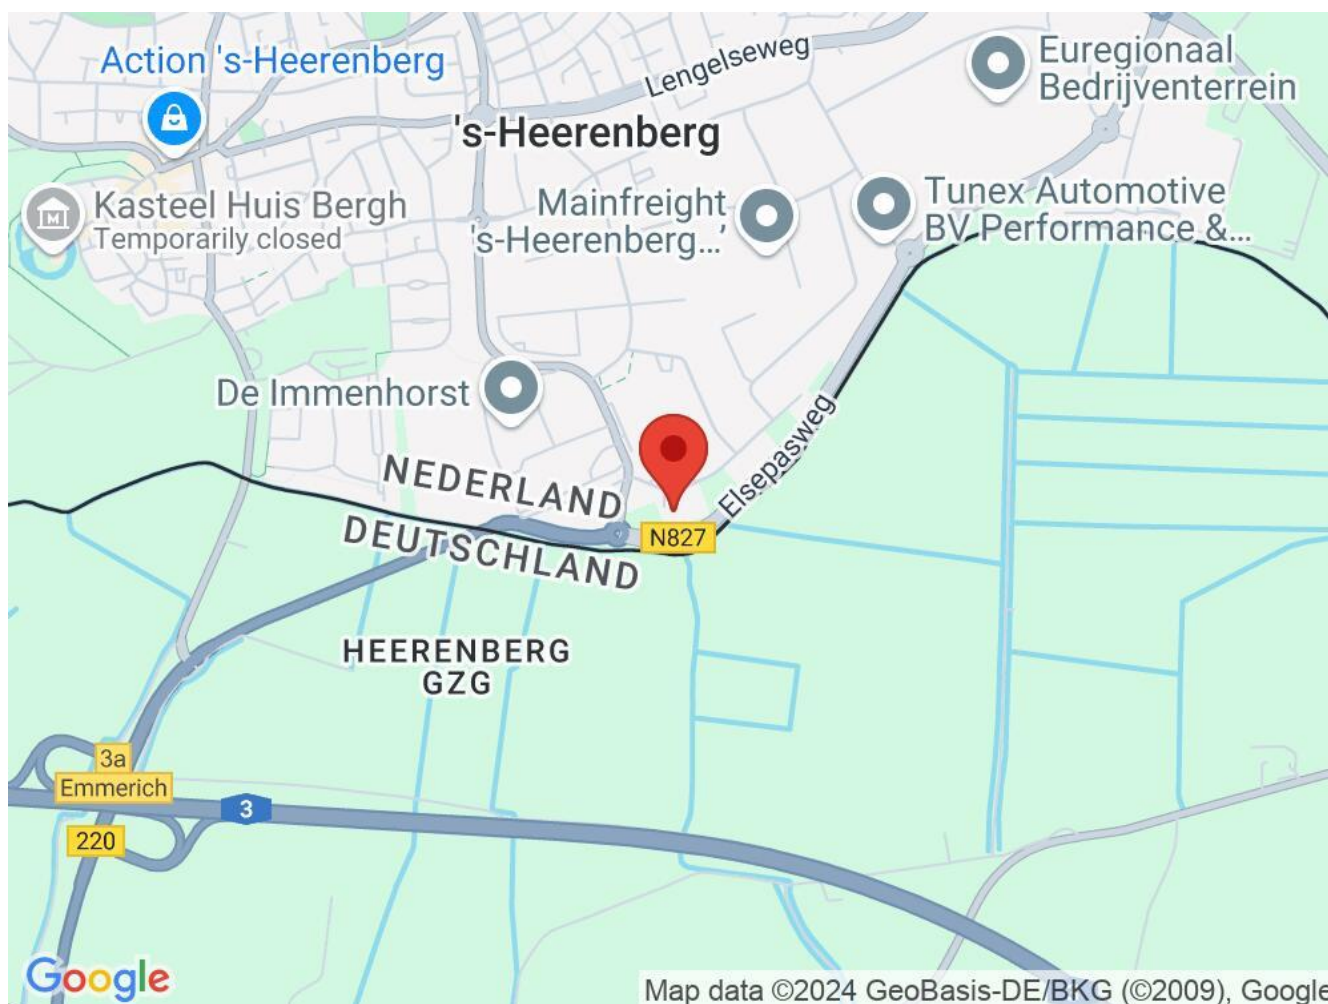 Action 's-Heerenberg
Lengelseweg
Euregionaal
Bedrijventerrein
's-Heerenberg
Kasteel Huis Bergh
Temporarily closed
Mainfreight
's-Heerenberg...’
Tunex Automotive
BV Performance &...
De Immenhorst
Elsepasweg
NEDERLAND
DEUTSCHLAND
N827
HEERENBERG
GZG
3a
Emmerich
3
220
Google
Map data ©2024 GeoBasis-DE/BKG (©2009), Google